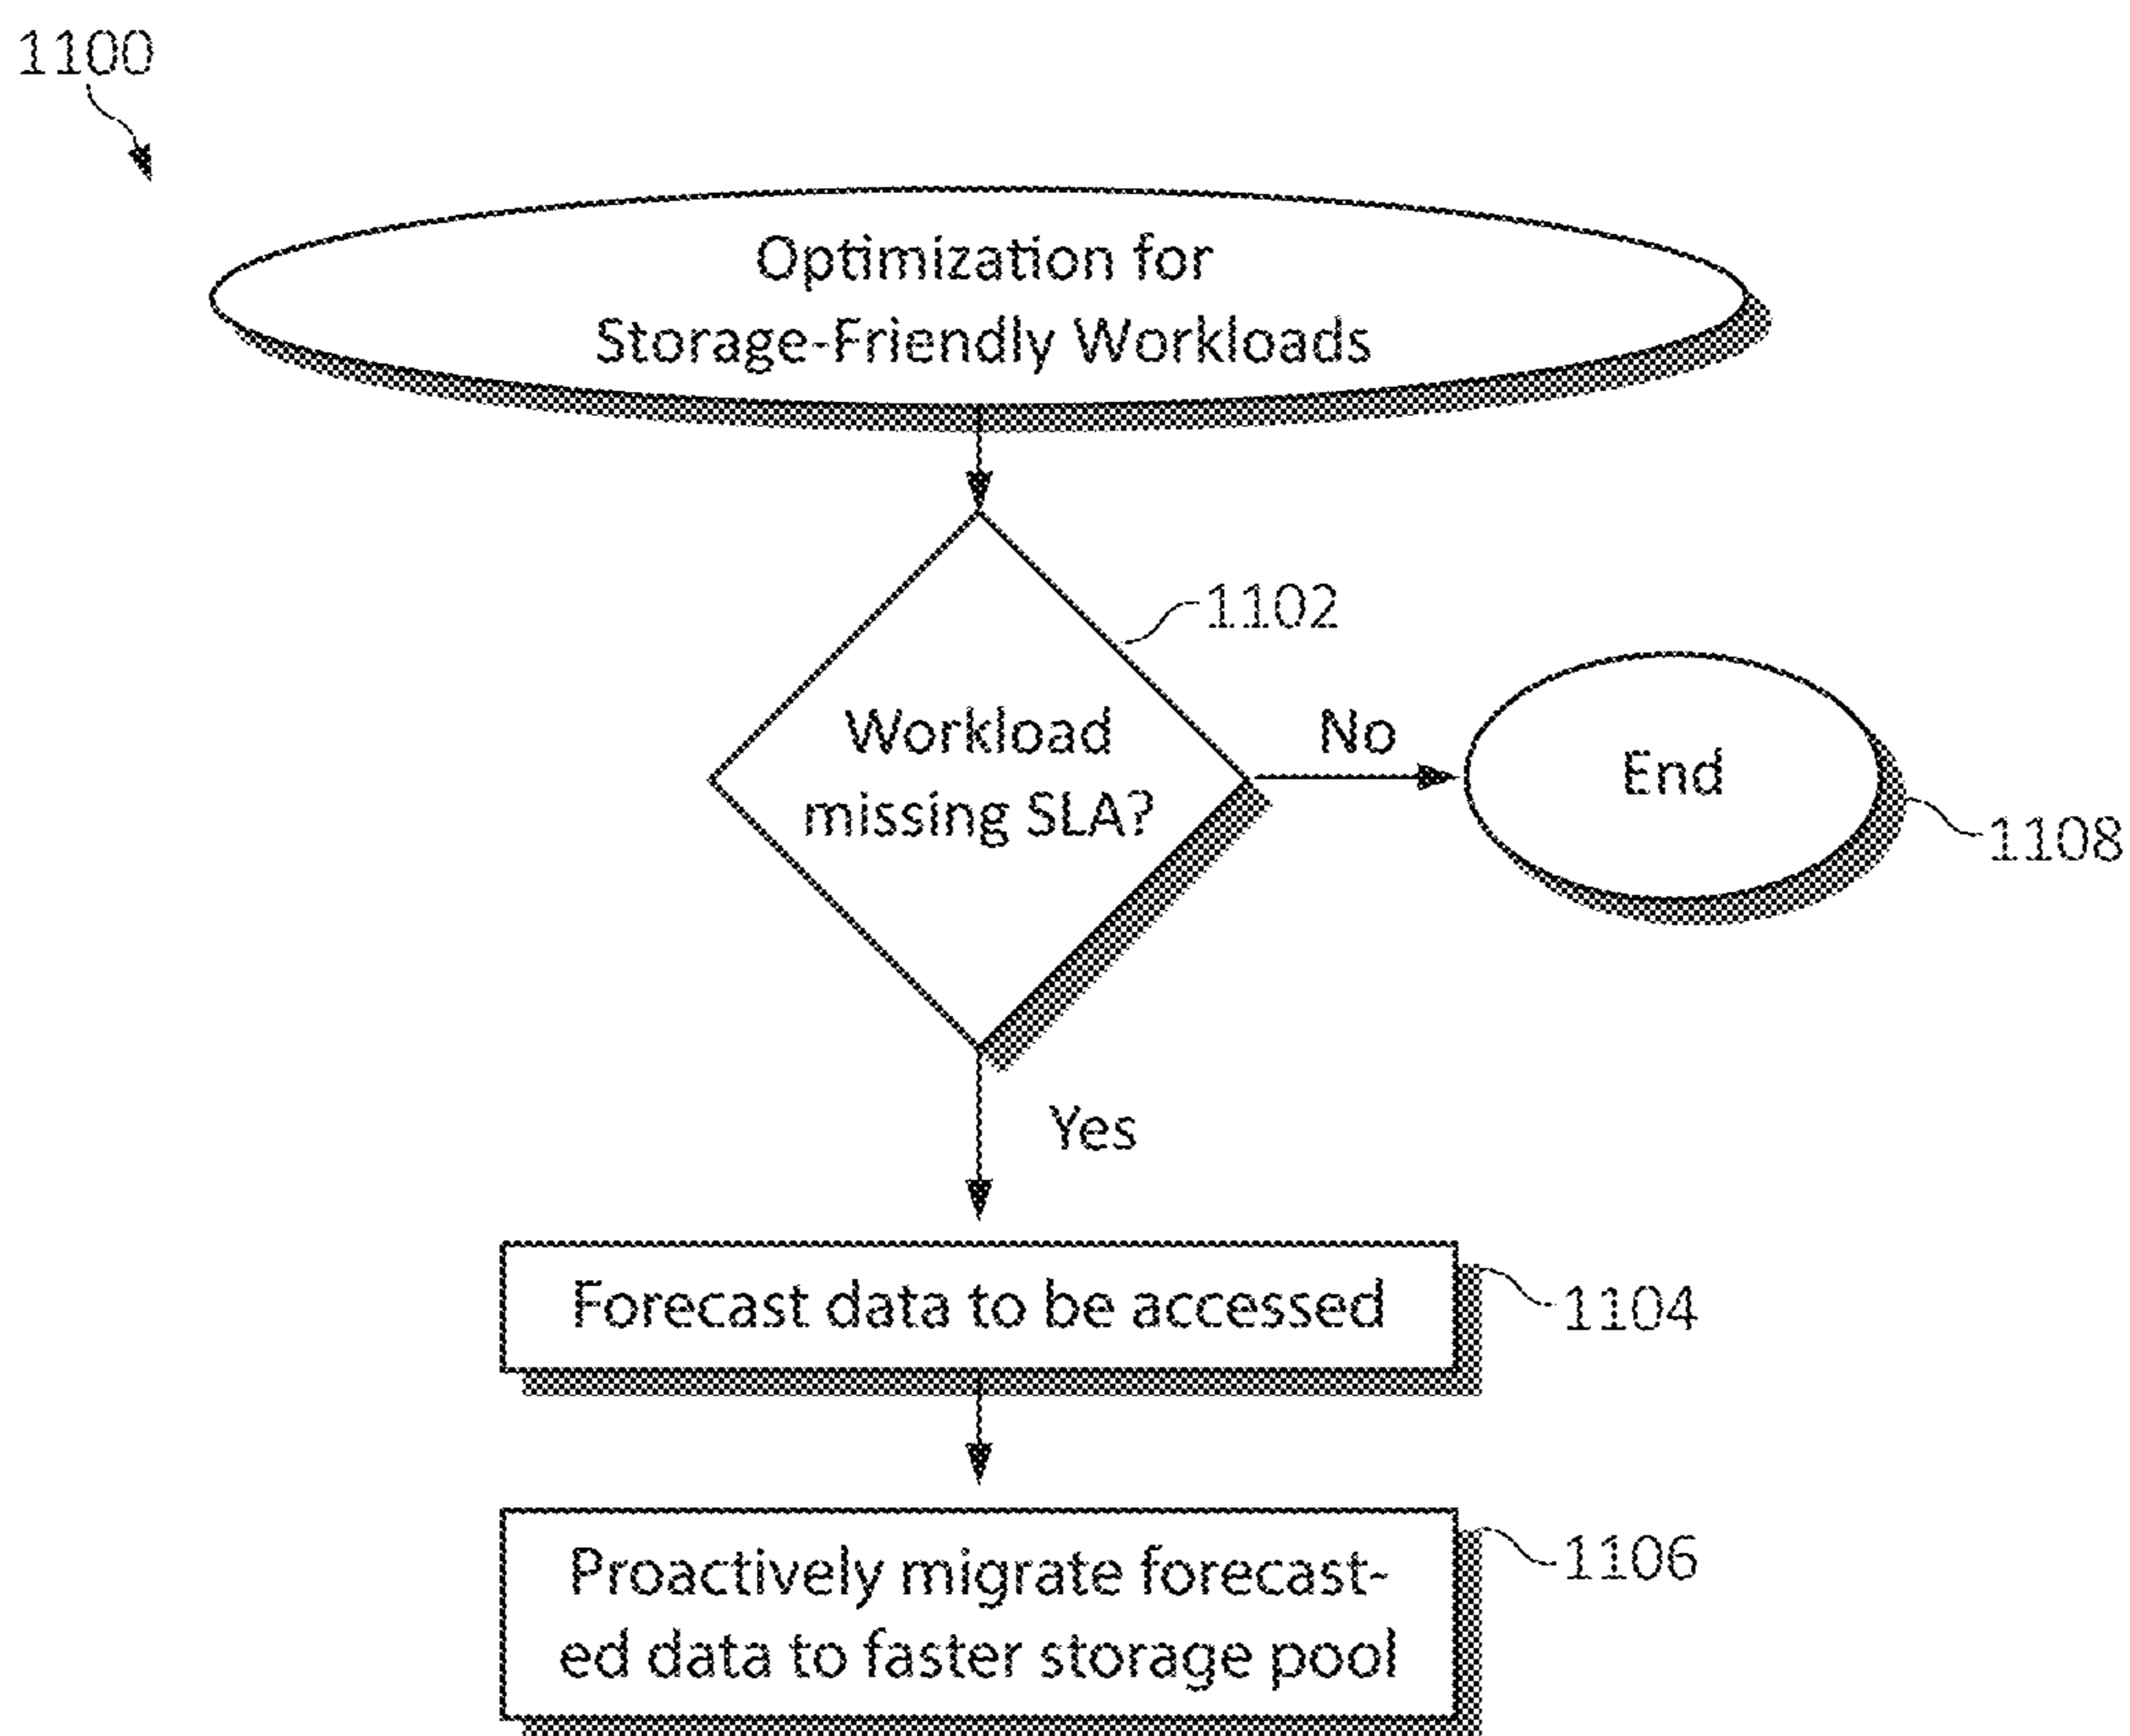 1100
Optimization for
Storage-Friendly Workloads
1102
Workload
missing SLA?
No
End
1108
Yes
Forecast data to be accessed
1104
Proactively migrate forecast-
ed data to faster storage pool
1106